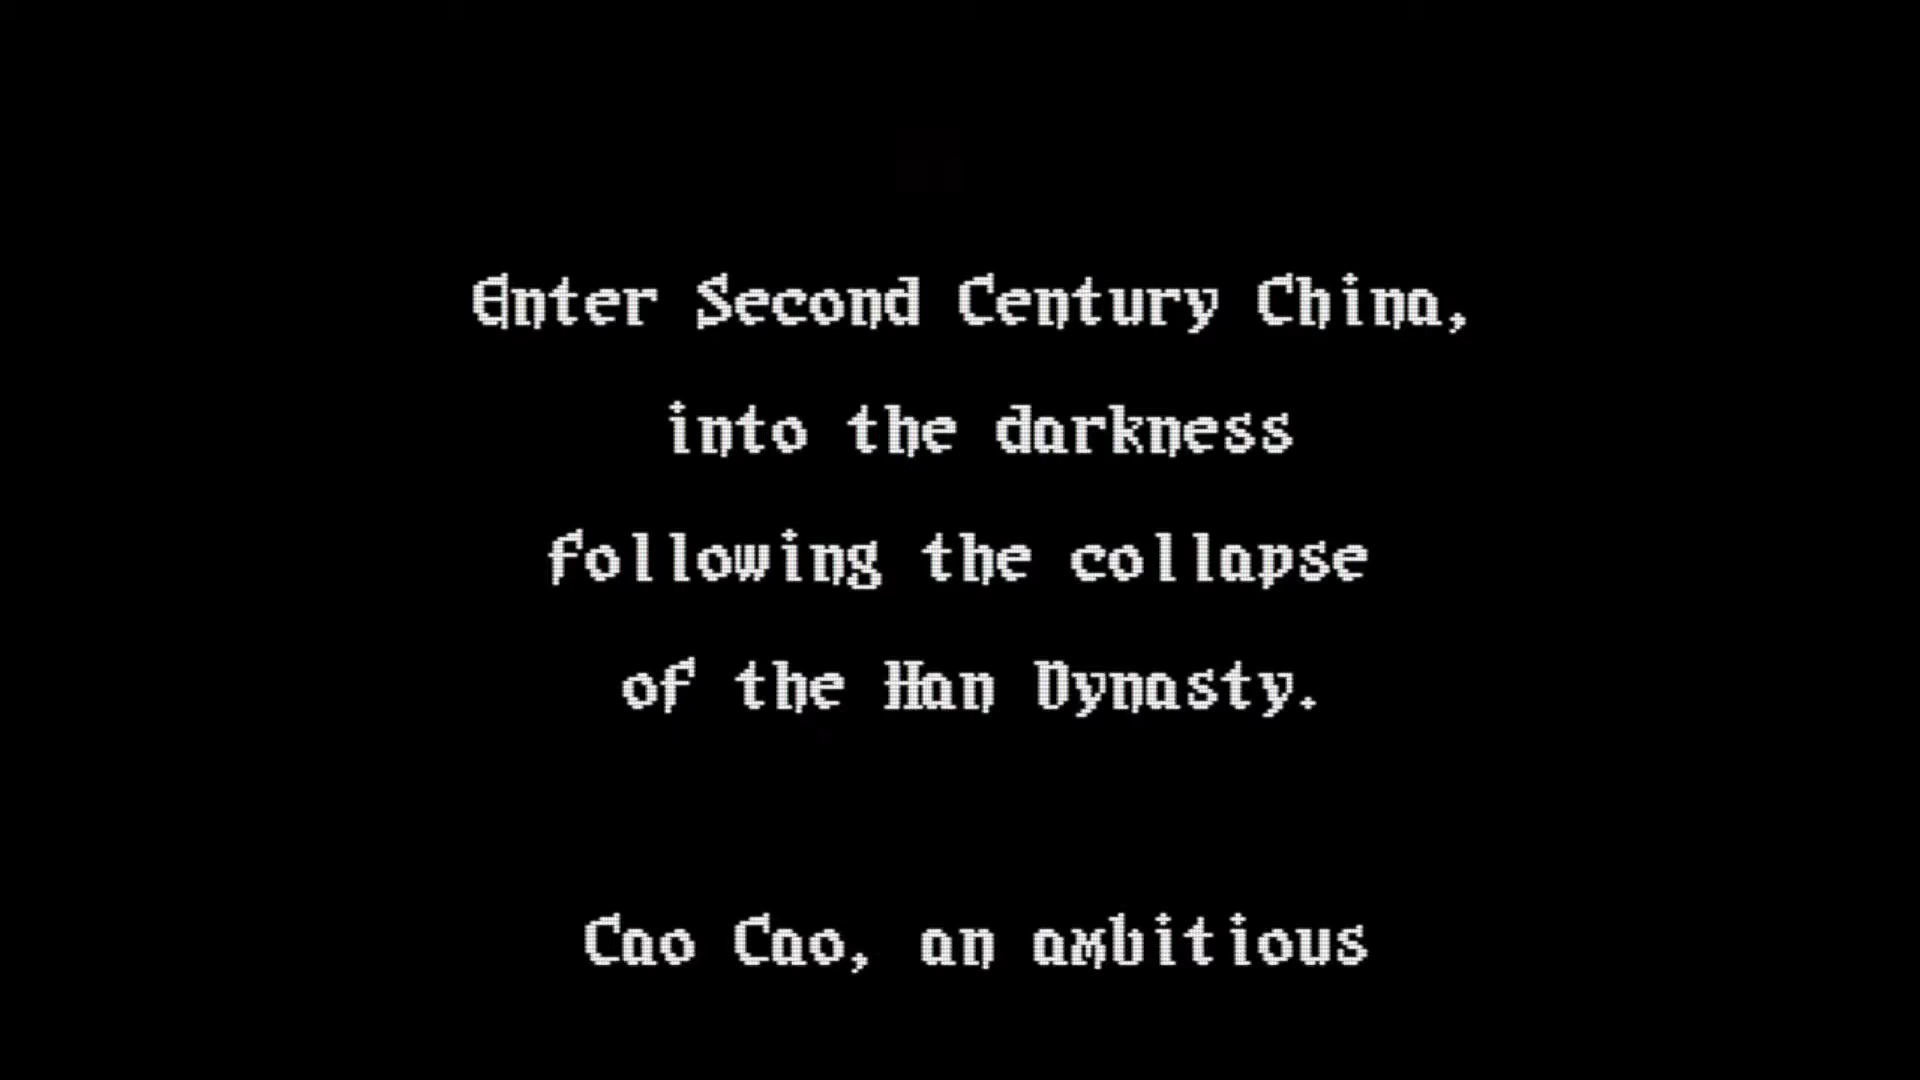 Enter Second Century China,
into the darkness
following the collapse
of the Han Dynasty.
Cao Cao, an ambitious